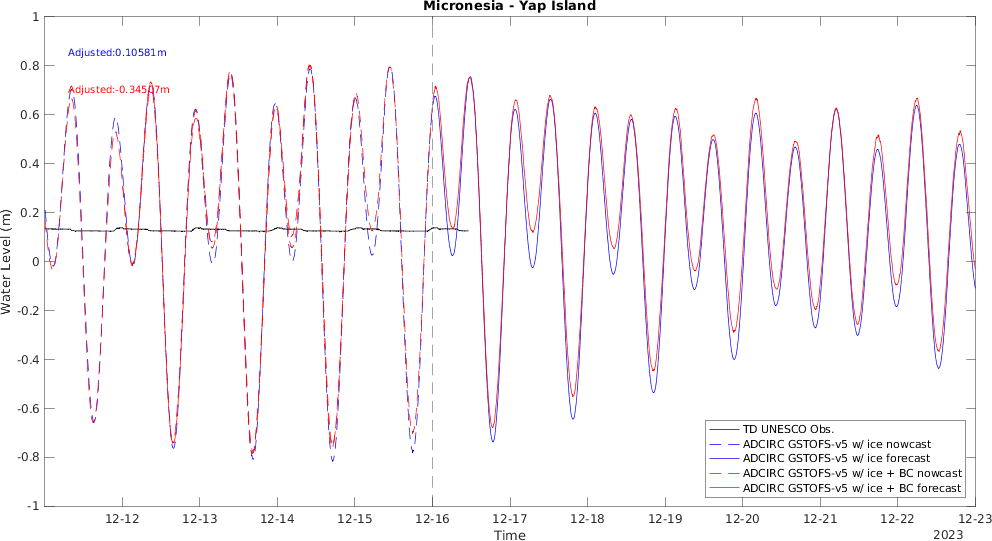 Micronesia - Yap Island
Adjusted:0.10581m
Water Level (m)
1
0.8
0.6
0.4
0.2
0
-0.2
-0.4
-0.6
-0.8
-1
TD UNESCO Obs.
ADCIRC GSTOFS-v5 w/ ice nowcast
ADCIRC GSTOFS-v5 w/ ice forecast
ADCIRC GSTOFS-v5 w/ ice + BC nowcast
ADCIRC GSTOFS-v5 w/ ice + BC forecast
12-12
12-13
12-14
12-15
12-16
12-17
12-18
12-19
12-20
12-21
12-22
12-23
Time
2023